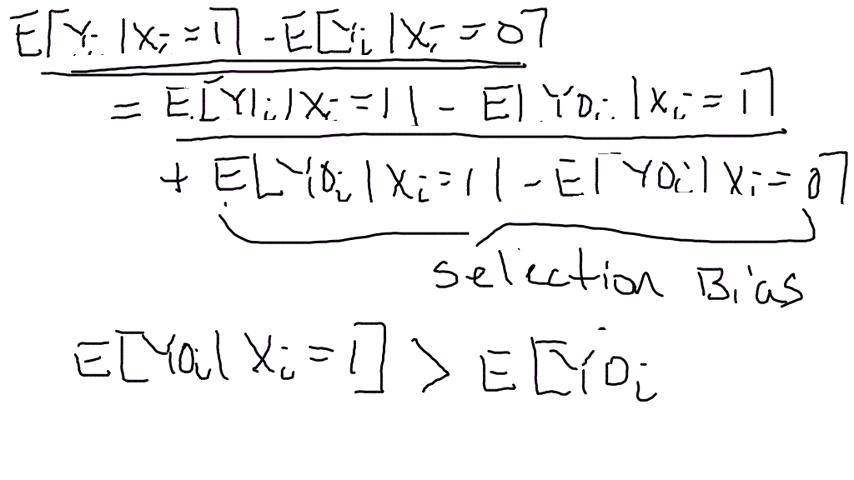 E[Yi |Xi = 1] - E[Yi |Xi = 0]
= E[Y1i |Xi = 1] - E[Y0i |Xi = 1]
+ E[Y0i |Xi = 1] - E[Y0i |Xi = 0]
selection Bias
E[Y0i |Xi = 1] > E[Y0i